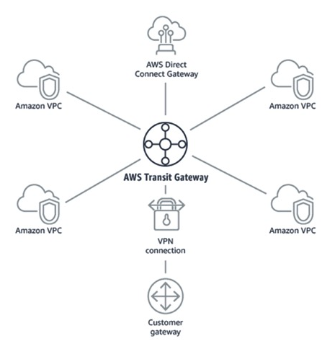 AWS Direct
Connect Gateway
Amazon VPC
Amazon VPC
AWS Transit Gateway
Amazon VPC
Amazon VPC
VPN
connection
Customer
gateway